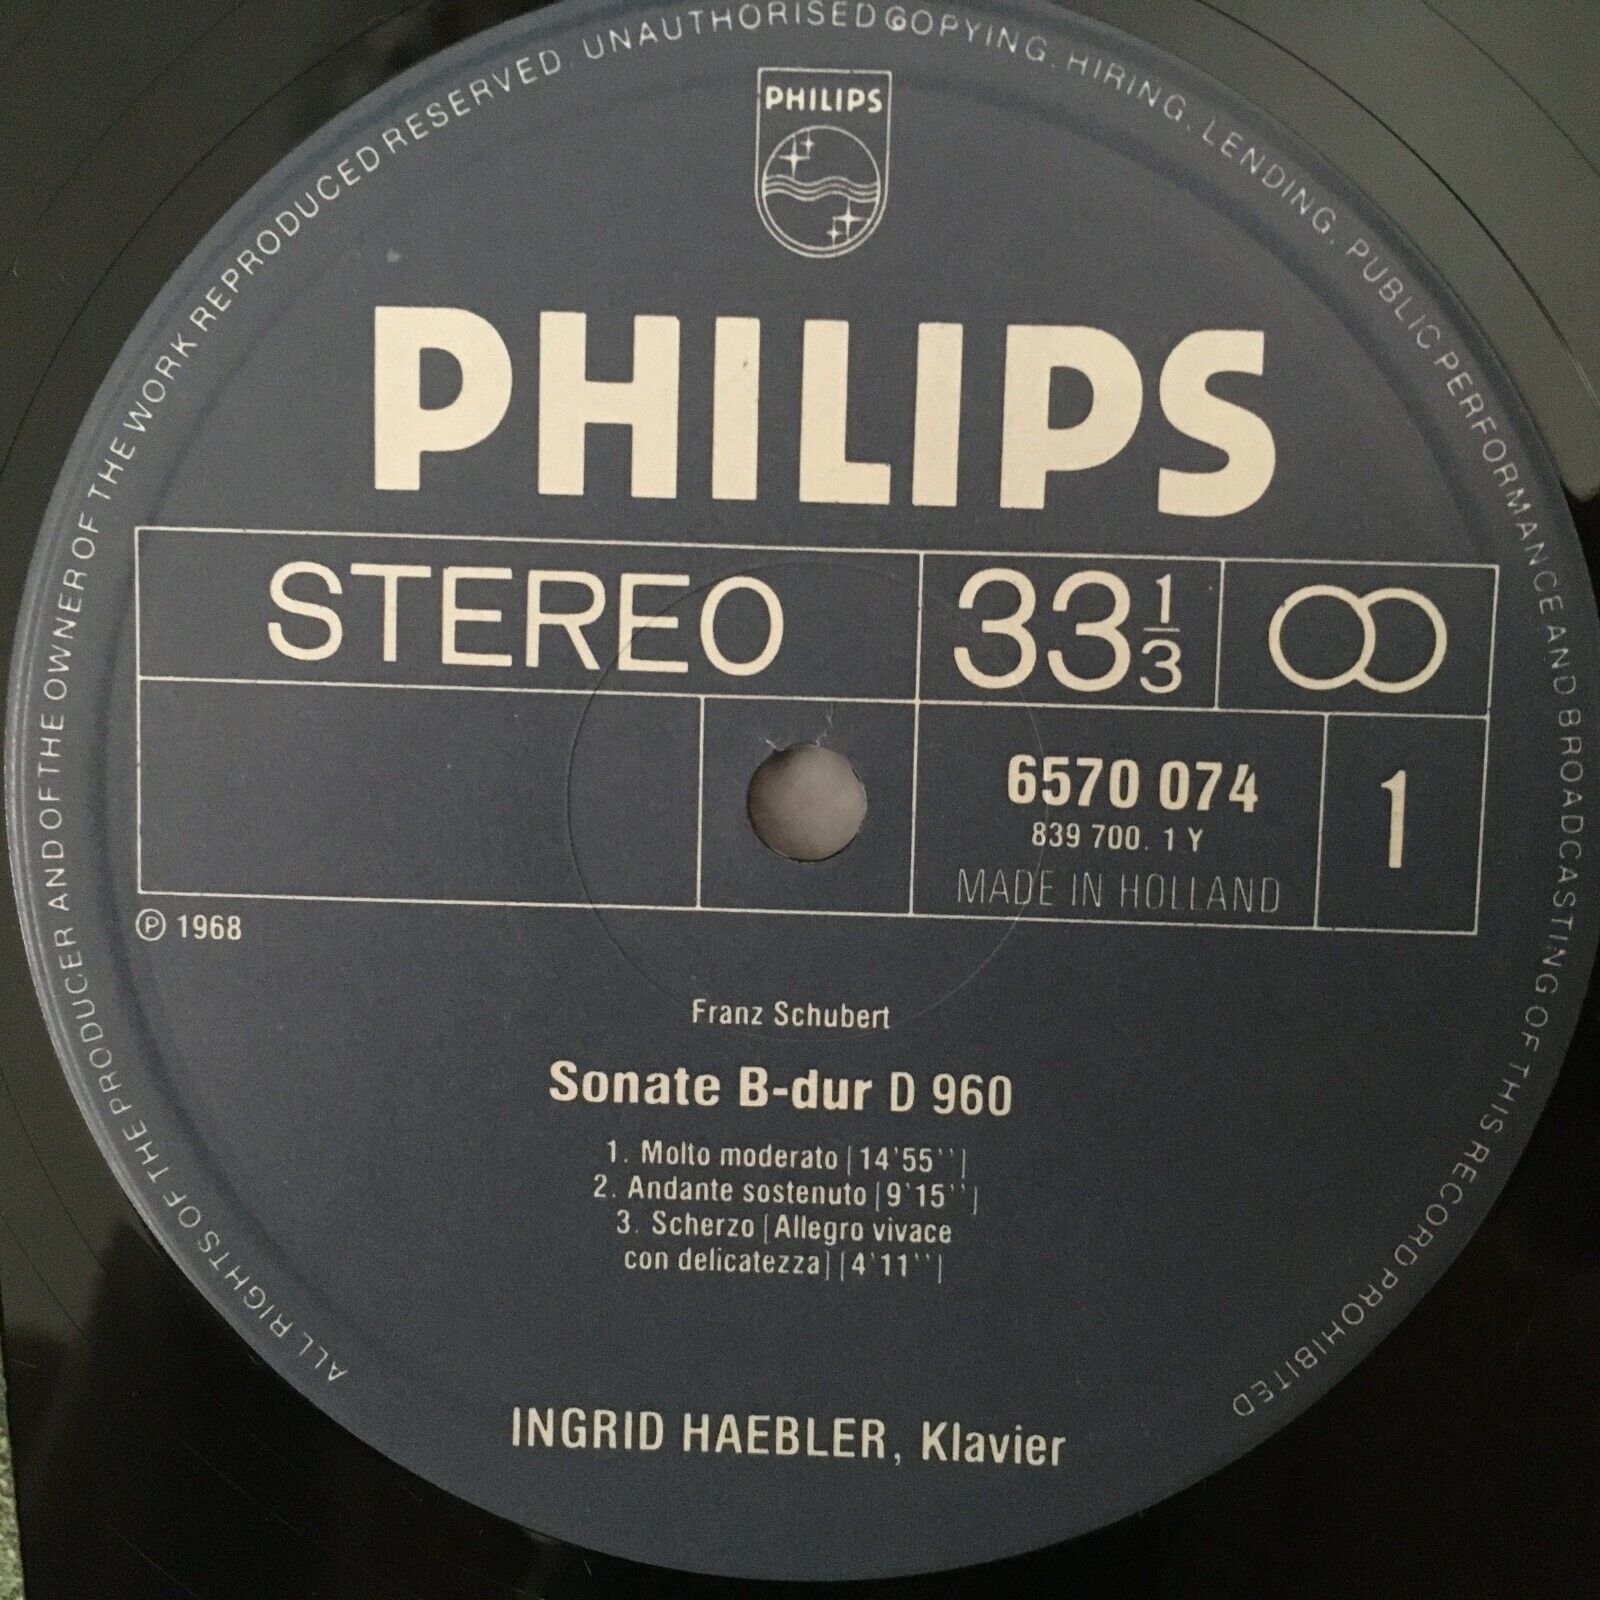 ALL RIGHTS OF THE PRODUCER AND OF THE OWNER OF THE WORK REPRODUCED RESERVED. UNAUTHORISED COPYING, HIRING, LENDING, PUBLIC PERFORMANCE AND BROADCASTING OF THIS RECORD PROHIBITED
PHILIPS
PHILIPS
STEREO
33 1/3
6570 074
839 700. 1 Y
MADE IN HOLLAND
1
℗ 1968
Franz Schubert
Sonate B-dur D 960
1. Molto moderato [14'55'']
2. Andante sostenuto [9'15'']
3. Scherzo [Allegro vivace
con delicatezza] [4'11'']
INGRID HAEBLER, Klavier